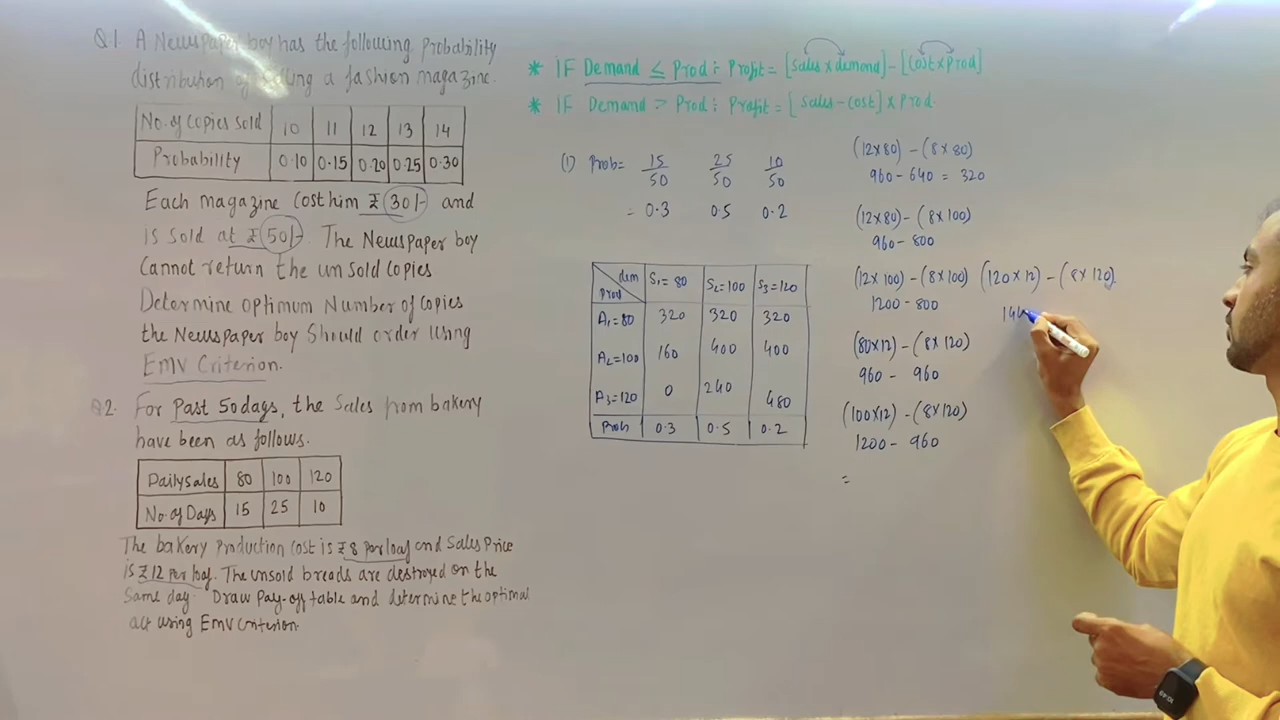 Q1. A Newspaper boy has the following Probability
distribution of selling a fashion magazine.
No. of Copies sold 10 11 12 13 14
Probability 0.10 0.15 0.20 0.25 0.30
Each magazine Cost him ₹ 30/- and
is Sold at ₹ 50/-. The Newspaper boy
Cannot return the unsold Copies
Determine optimum Number of Copies
the Newspaper boy Should order using
EMV Criterion.
Q2. For Past 50 days, the Sales from bakery
have been as follows.
Daily sales 80 100 120
No. of Days 15 25 10
The bakery Production Cost is ₹ 8 Per loaf and Sales Price
is ₹ 12 Per loaf. The unsold breads are destroyed on the
Same day. Draw Pay-off table and determine the optimal
act using EMV Criterion.
* IF Demand ≤ Prod : Profit = [Sales × demand] - [Cost × Prod]
* IF Demand > Prod : Profit = [Sales - Cost] × Prod.
(1) Prob = 15/50 25/50 10/50
= 0.3 0.5 0.2
dem
Prod S₁ = 80 S₂ = 100 S₃ = 120
A₁ = 80 320 320 320
A₂ = 100 160 400 400
A₃ = 120 0 240 480
Prob 0.3 0.5 0.2
(12 × 80) - (8 × 80)
960 - 640 = 320
(12 × 80) - (8 × 100)
960 - 800
(12 × 100) - (8 × 100)
1200 - 800
(80 × 12) - (8 × 120)
960 - 960
(100 × 12) - (8 × 120)
1200 - 960
=
(120 × 12) - (8 × 120)
144
10:49